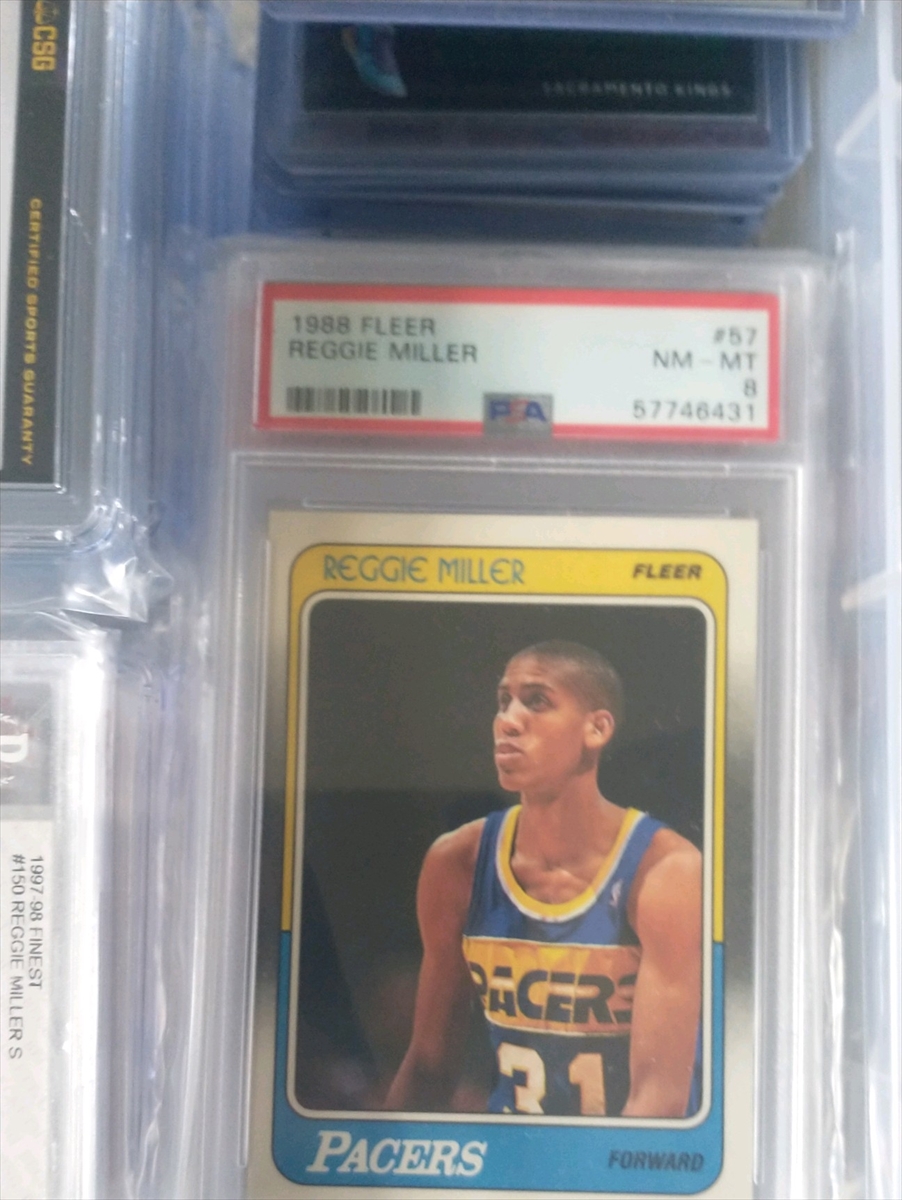 CSG
CERTIFIED SPORTS GUARANTY
SACRAMENTO KINGS
1988 FLEER #57
REGGIE MILLER NM - MT
8
PSA 57746431
REGGIE MILLER FLEER
PACERS
31
PACERS FORWARD
D
1997-98 FINEST
#150 REGGIE MILLER S